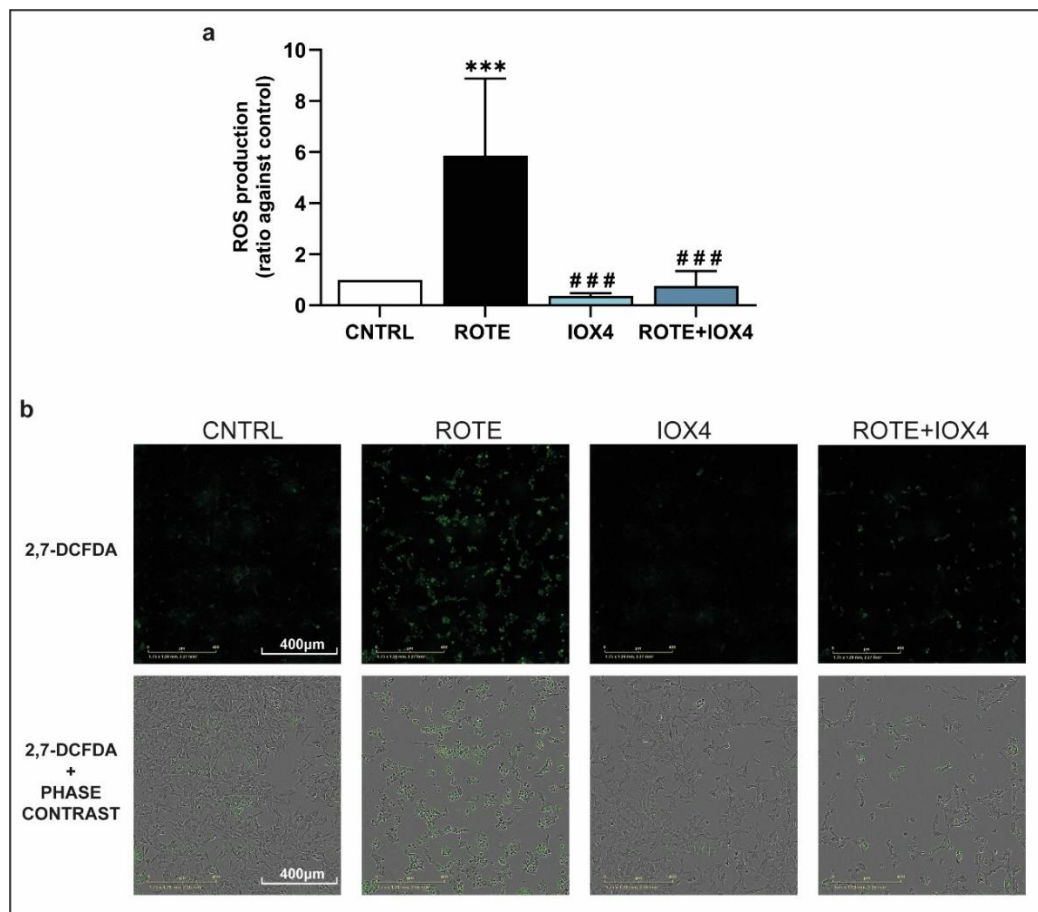 a
10
8
6
4
2
0
ROS production
(ratio against control)
***
###
###
CNTRL ROTE IOX4 ROTE+IOX4
b
CNTRL ROTE IOX4 ROTE+IOX4
2,7-DCFDA
400µm
2,7-DCFDA
+
PHASE
CONTRAST
400µm